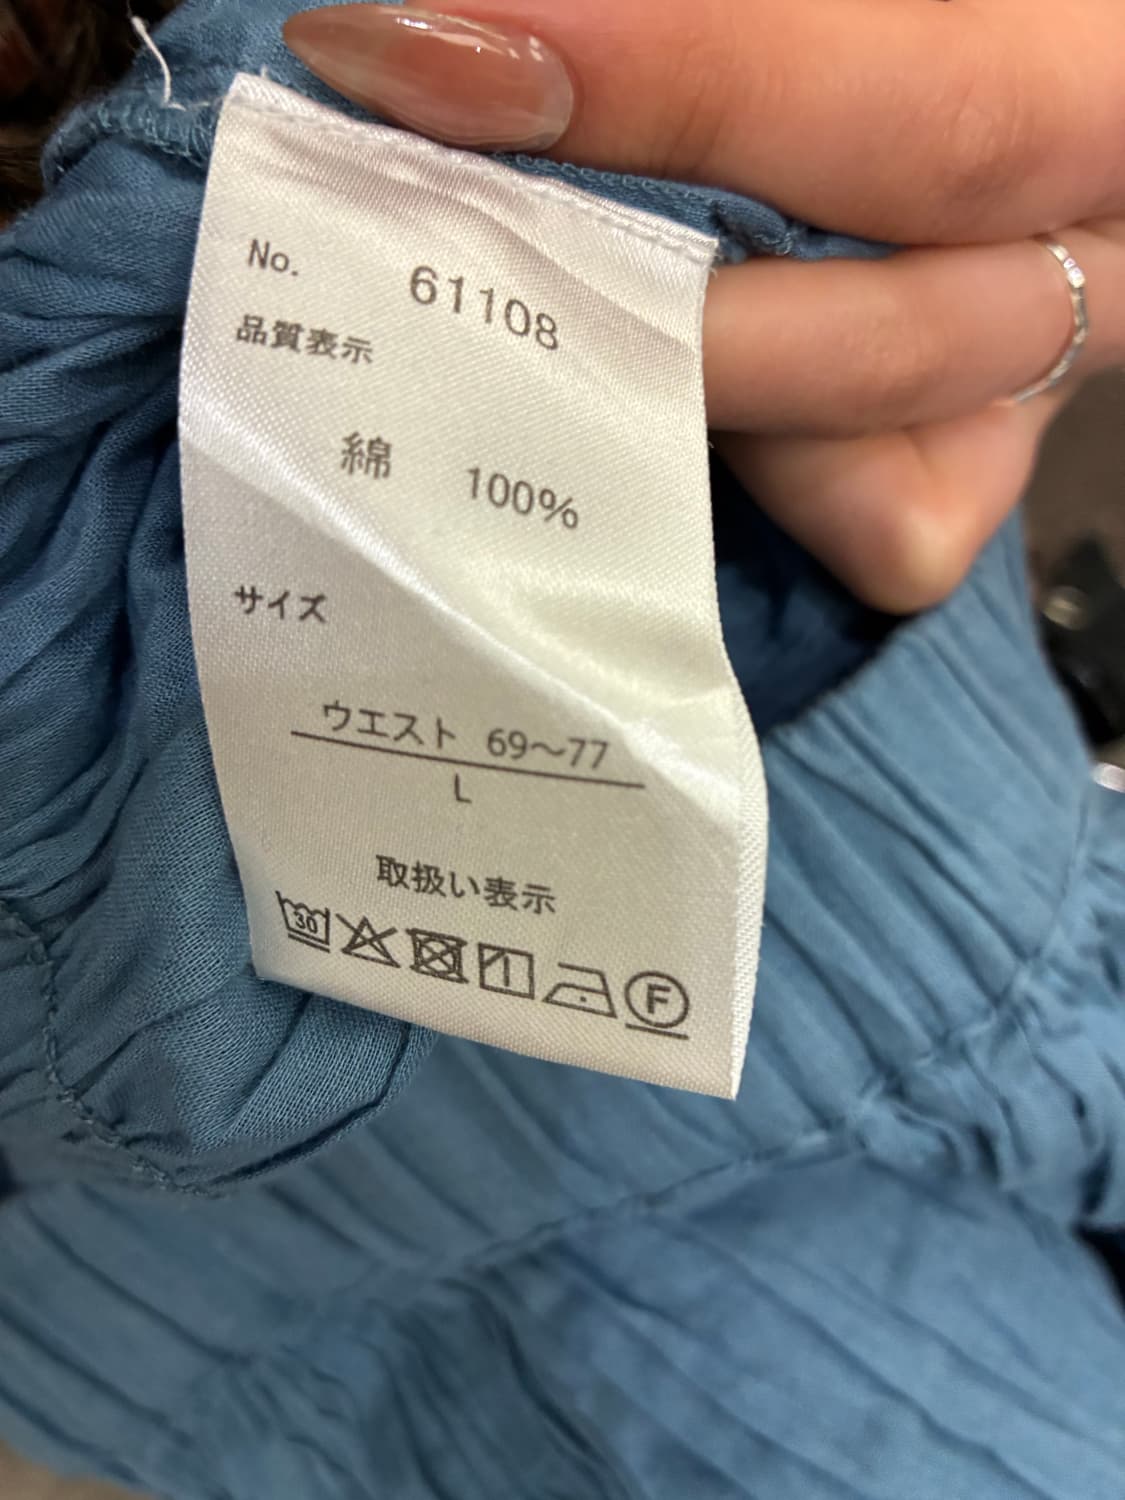 No. 61108
品質表示
綿 100%
サイズ
ウエスト 69～77
L
取扱い表示
30 F